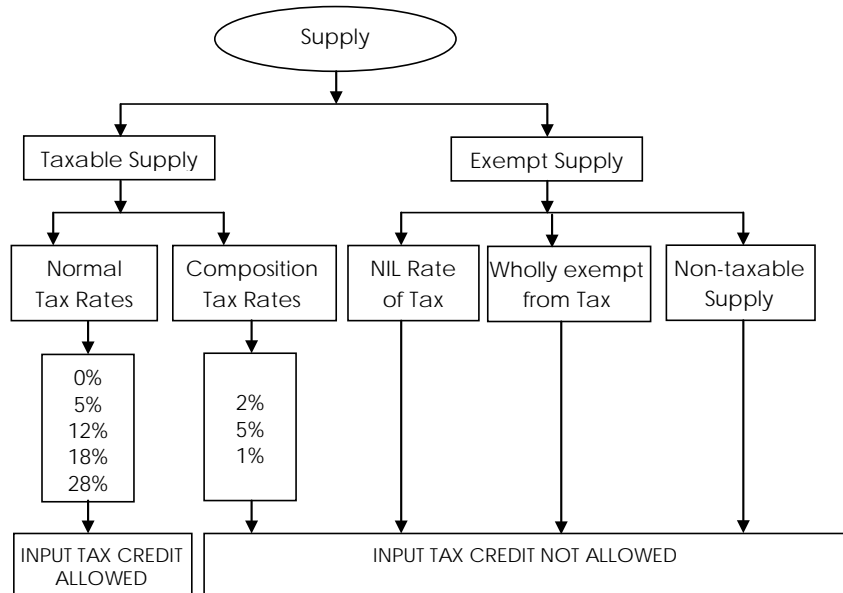 Supply
Taxable Supply
Exempt Supply
Normal
Tax Rates
Composition
Tax Rates
NIL Rate
of Tax
Wholly exempt
from Tax
Non-taxable
Supply
0%
5%
12%
18%
28%
2%
5%
1%
INPUT TAX CREDIT
ALLOWED
INPUT TAX CREDIT NOT ALLOWED